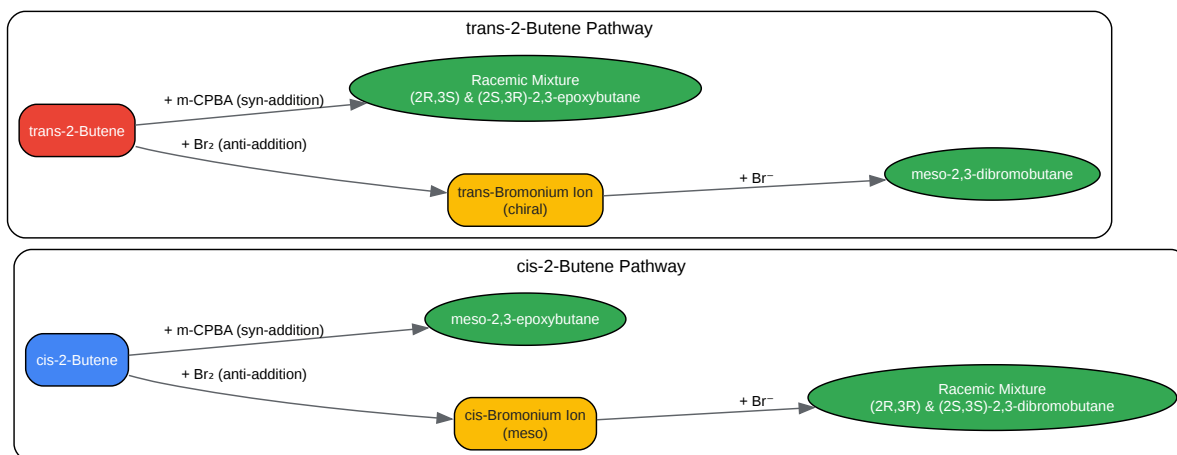 trans-2-Butene Pathway
Racemic Mixture
(2R,3S) & (2S,3R)-2,3-epoxybutane
+ m-CPBA (syn-addition)
trans-2-Butene
+ Br₂ (anti-addition)
trans-Bromonium Ion
(chiral)
+ Br⁻
meso-2,3-dibromobutane
cis-2-Butene Pathway
meso-2,3-epoxybutane
+ m-CPBA (syn-addition)
cis-2-Butene
+ Br₂ (anti-addition)
cis-Bromonium Ion
(meso)
+ Br⁻
Racemic Mixture
(2R,3R) & (2S,3S)-2,3-dibromobutane